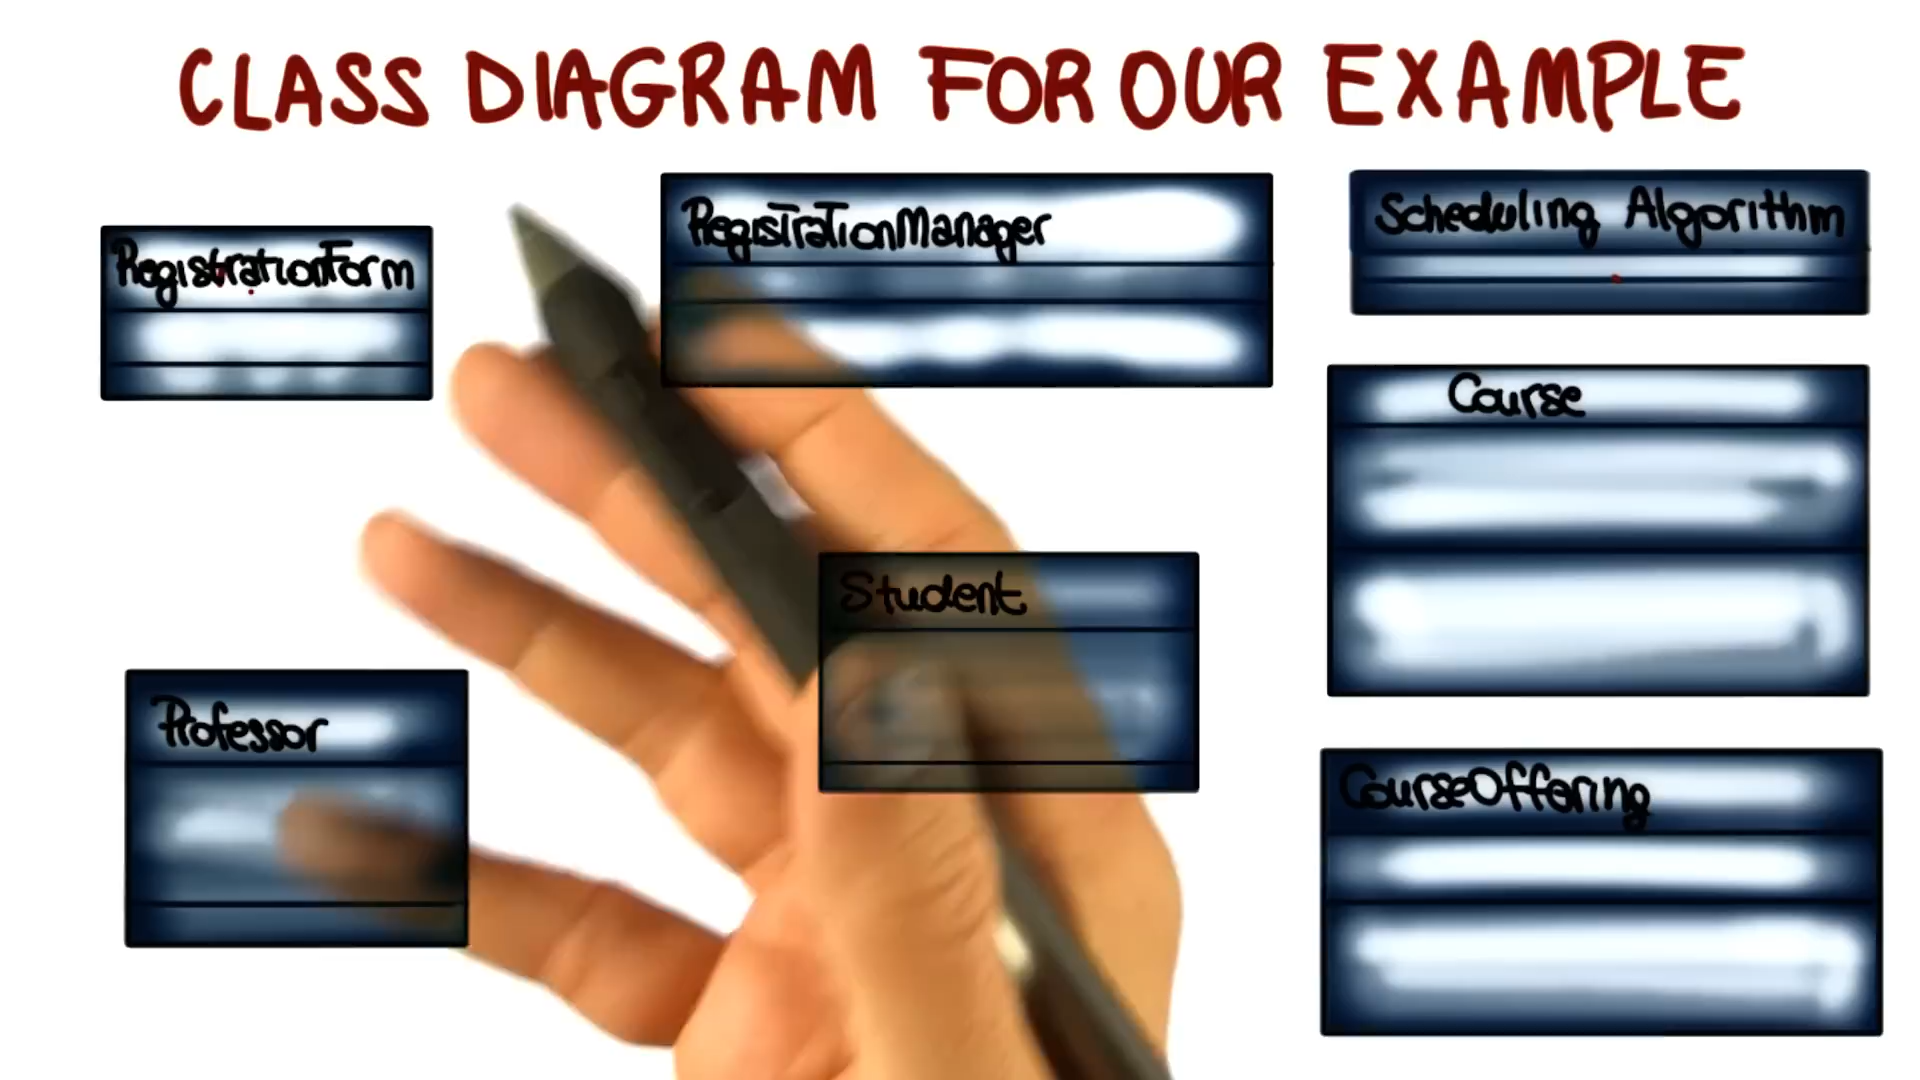 CLASS DIAGRAM FOR OUR EXAMPLE
RegistrationForm
RegistrationManager
Scheduling Algorithm
Course
Student
Professor
CourseOffering